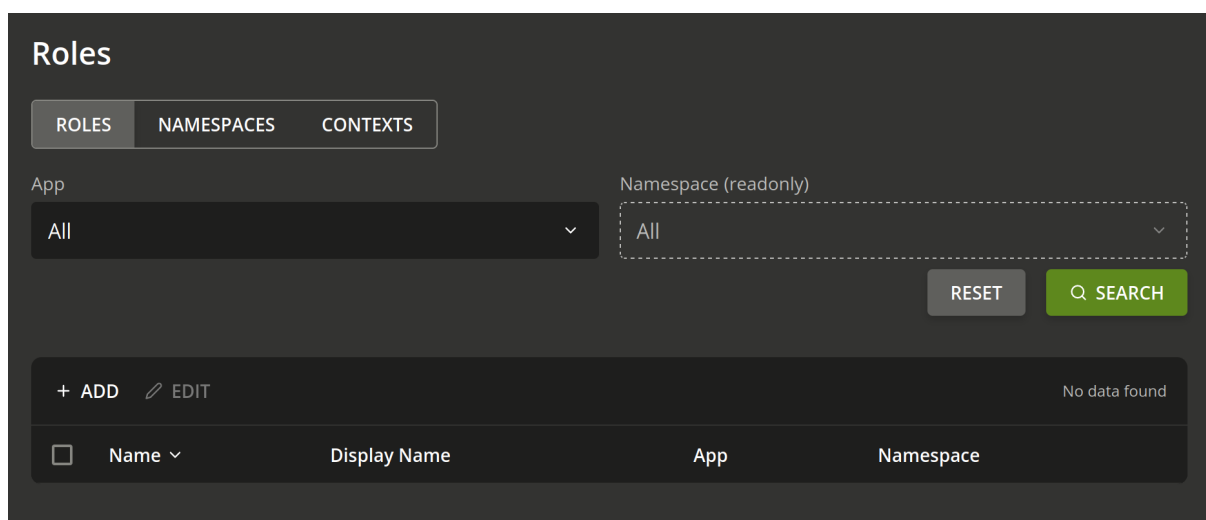 Roles
ROLES NAMESPACES CONTEXTS
App Namespace (readonly)
All All
RESET SEARCH
+ ADD EDIT No data found
Name Display Name App Namespace